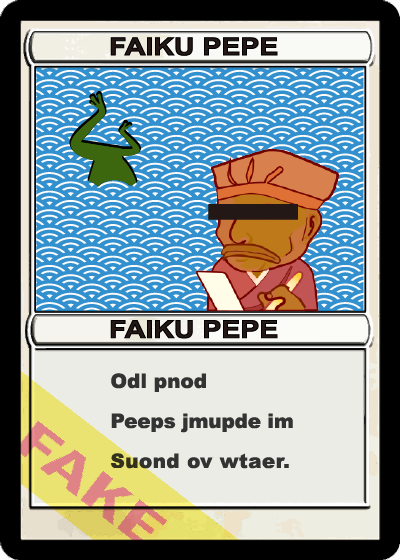 FAIKU PEPE
FAIKU PEPE
Odl pnod
Peeps jmupde im
Suond ov wtaer.
FAKE